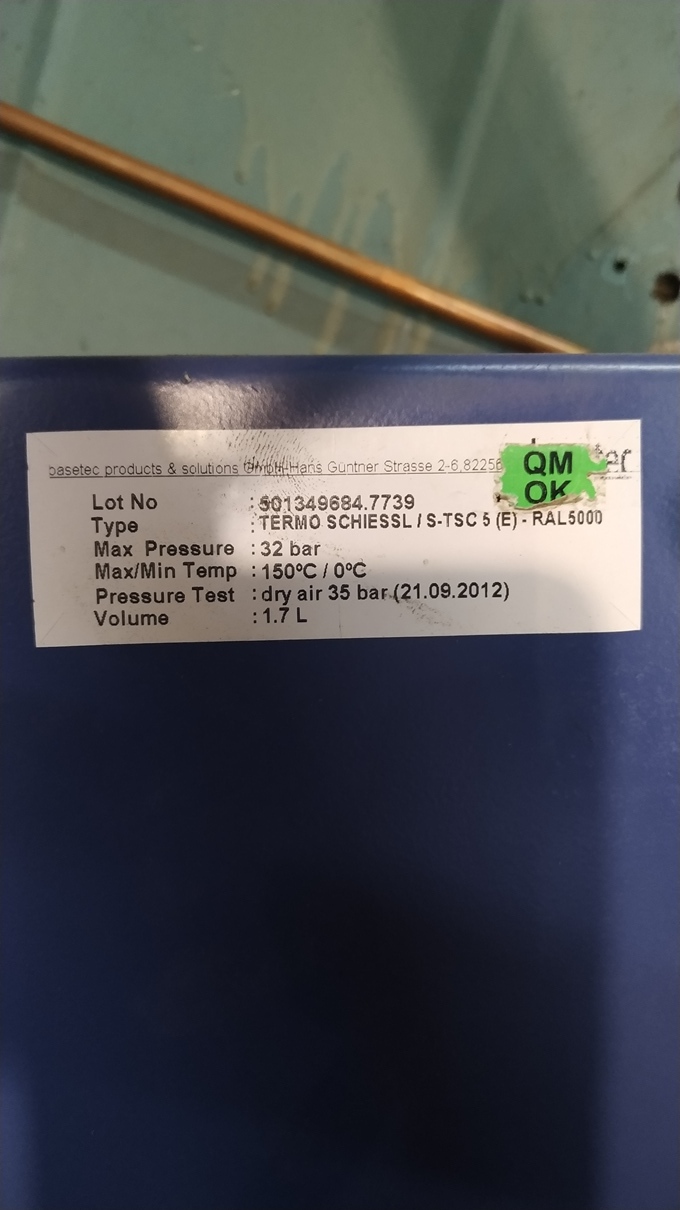 basetec products & solutions GmbH-Hans Güntner Strasse 2-6,82256
QM
OK
Lot No : 501349684.7739
Type : TERMO SCHIESSL / S-TSC 5 (E) - RAL5000
Max Pressure : 32 bar
Max/Min Temp : 150ºC / 0ºC
Pressure Test : dry air 35 bar (21.09.2012)
Volume : 1.7 L